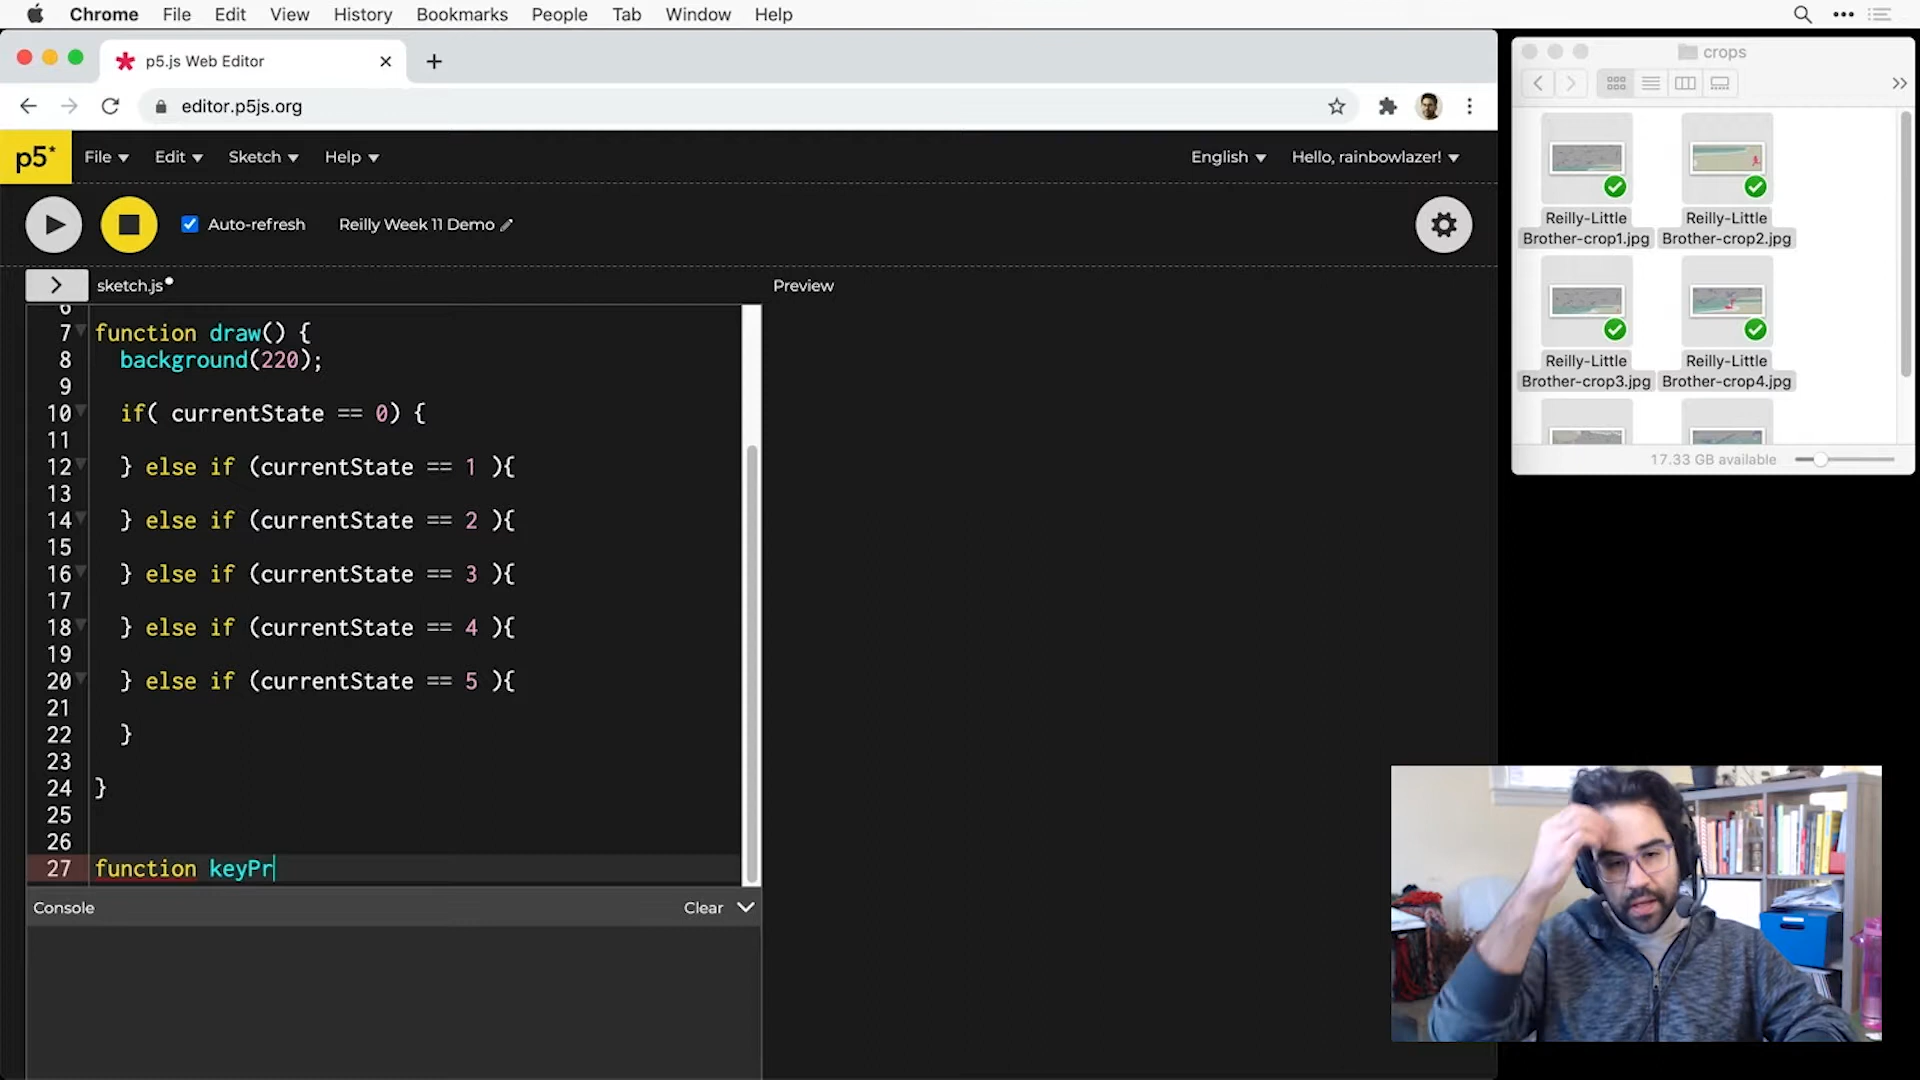 Chrome File Edit View History Bookmarks People Tab Window Help
p5.js Web Editor
editor.p5js.org
p5* File Edit Sketch Help English Hello, rainbowlazer!
Auto-refresh Reilly Week 11 Demo
sketch.js
Preview
6
7 function draw() {
8 background(220);
9
10 if( currentState == 0) {
11
12 } else if (currentState == 1 ){
13
14 } else if (currentState == 2 ){
15
16 } else if (currentState == 3 ){
17
18 } else if (currentState == 4 ){
19
20 } else if (currentState == 5 ){
21
22 }
23
24 }
25
26
27 function keyPr
Console Clear
crops
Reilly-Little
Brother-crop1.jpg
Reilly-Little
Brother-crop2.jpg
Reilly-Little
Brother-crop3.jpg
Reilly-Little
Brother-crop4.jpg
17.33 GB available